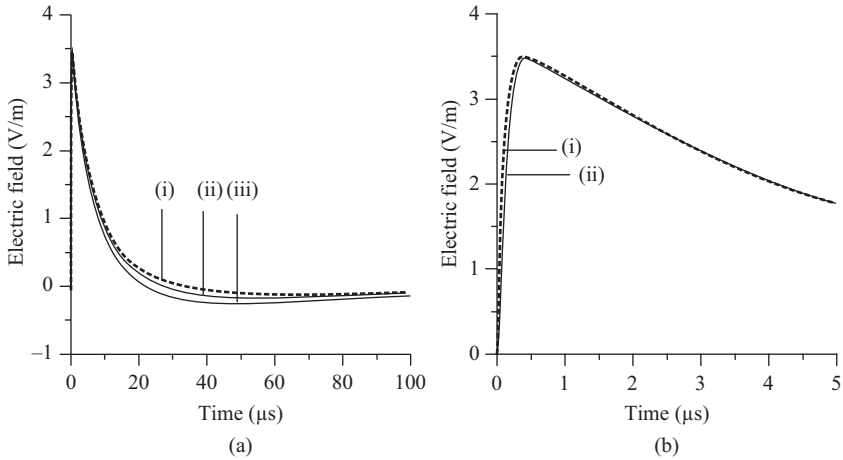 4
3
2
1
0
–1
Electric field (V/m)
(i)
(ii)
(iii)
0
20
40
60
80
100
Time (μs)
(a)
4
3
2
1
0
Electric field (V/m)
(i)
(ii)
0
1
2
3
4
5
Time (μs)
(b)